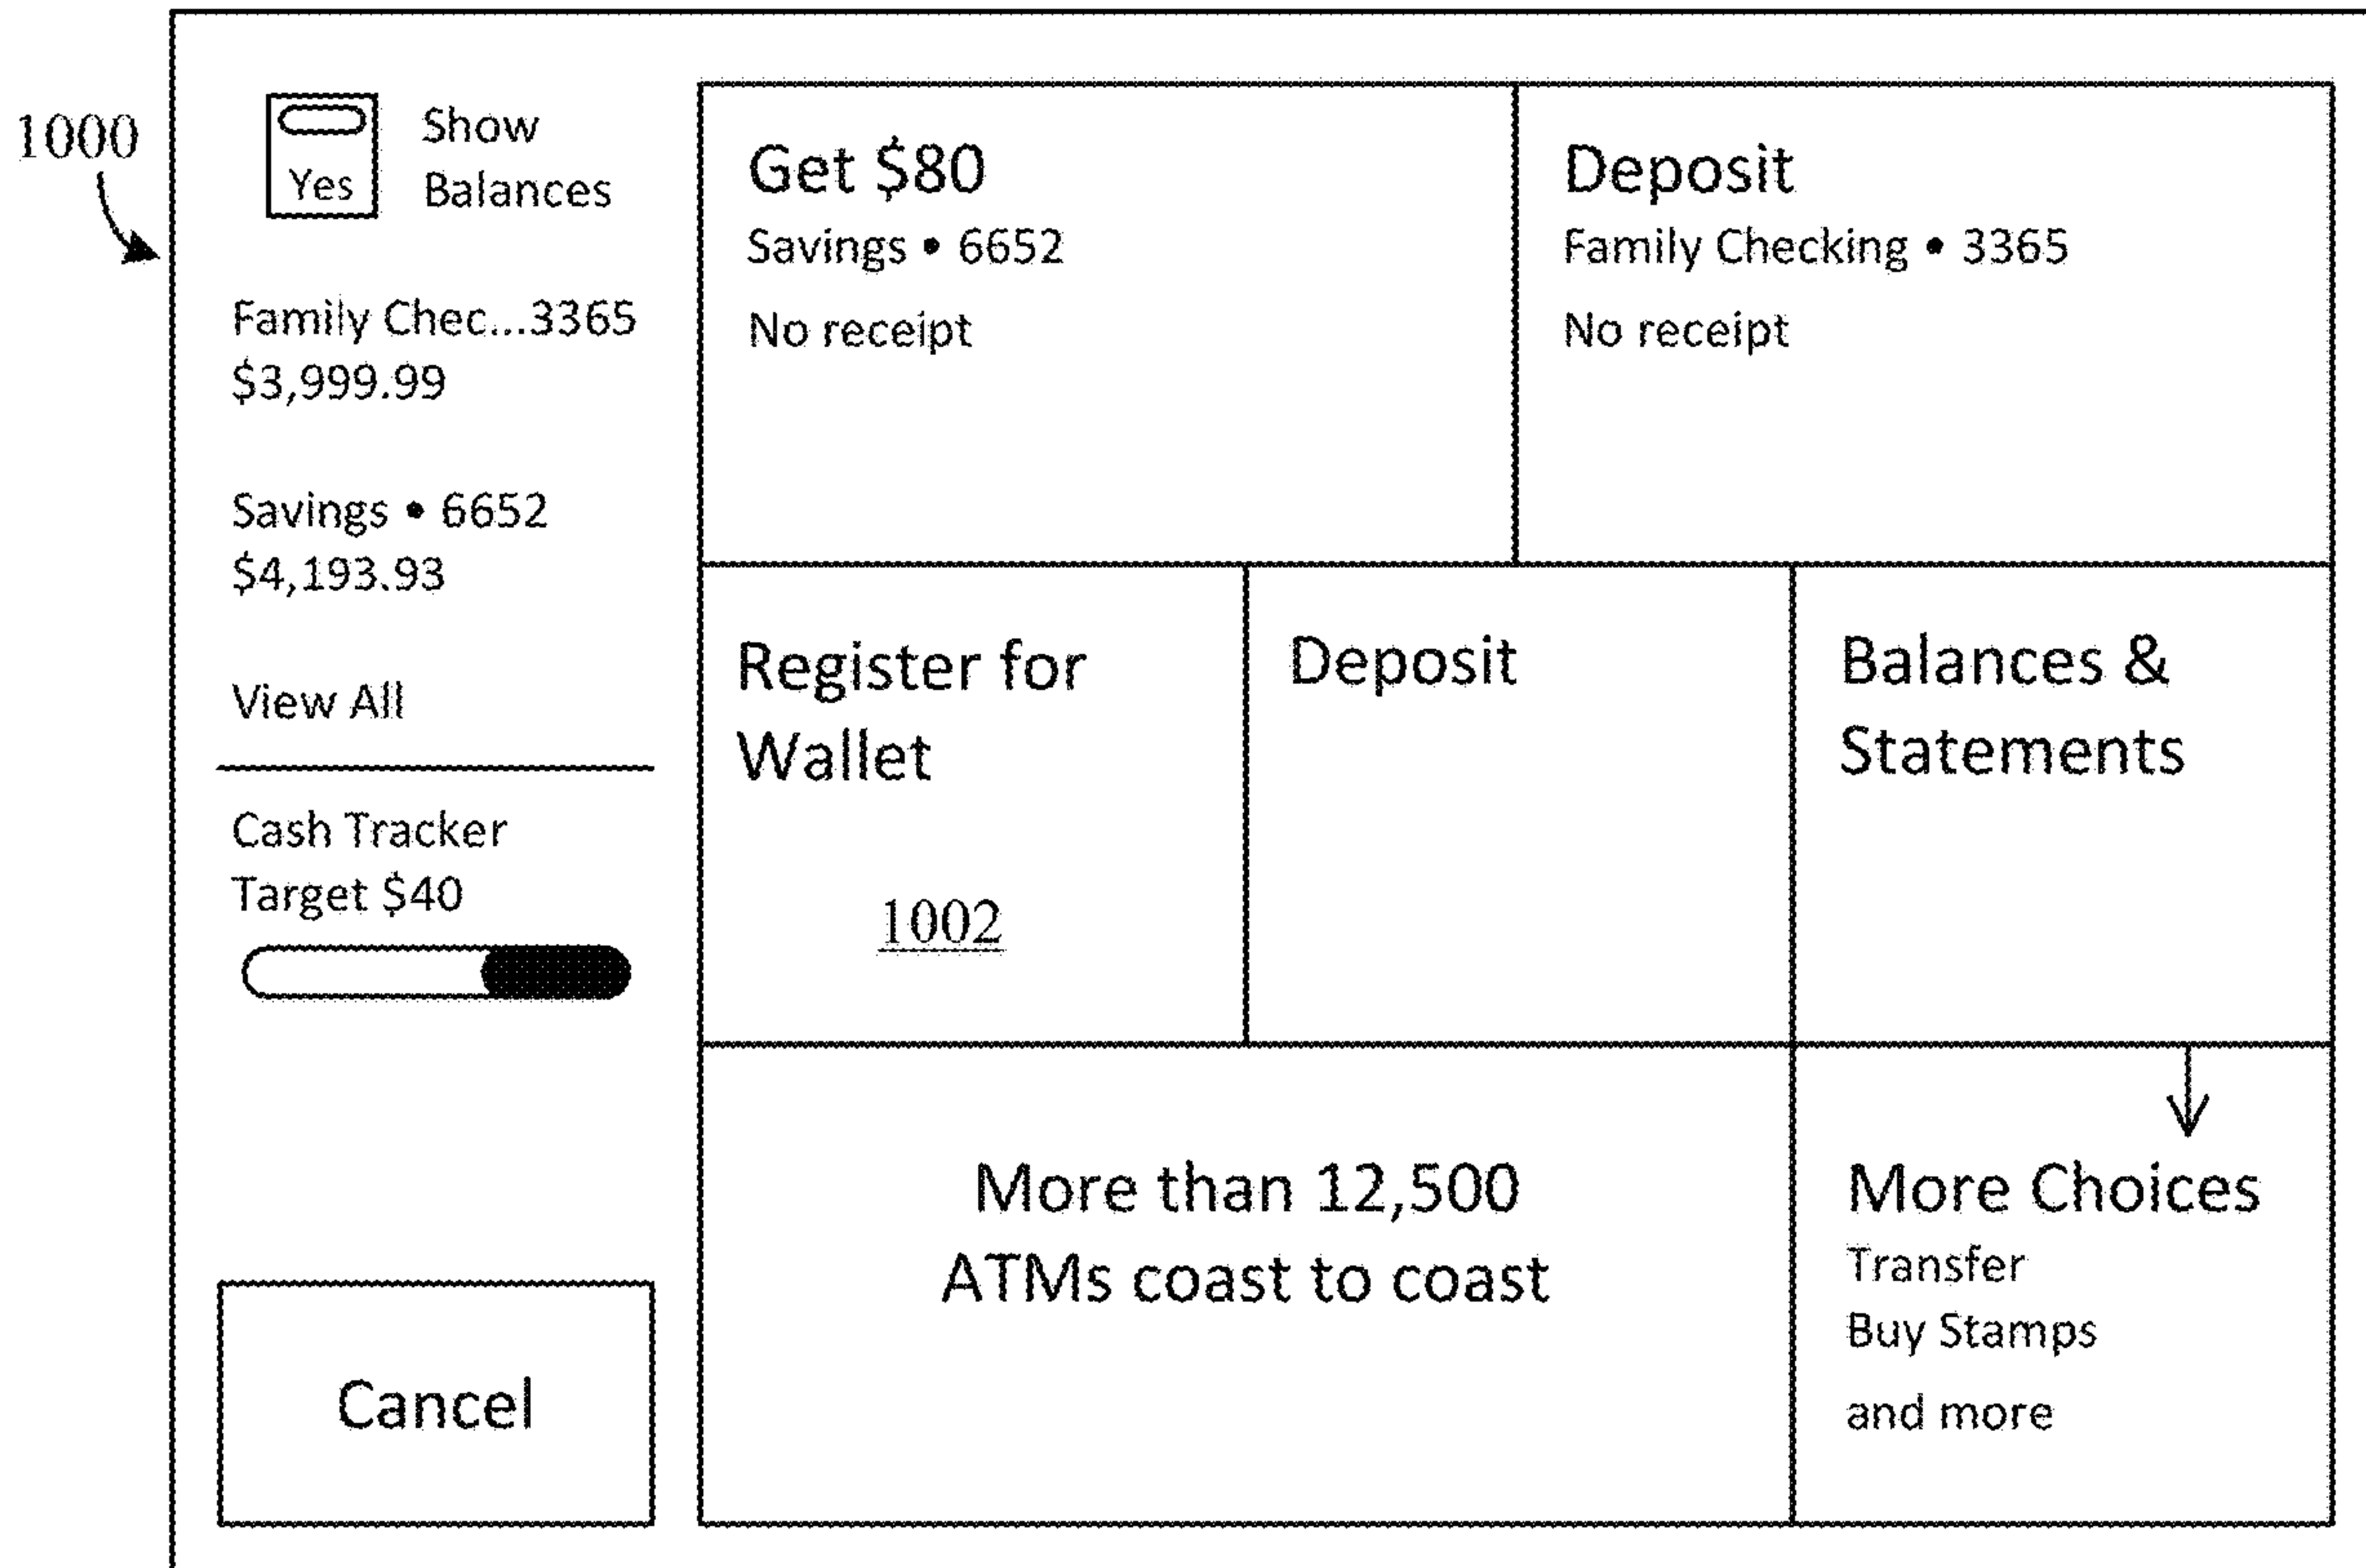 1000
Yes
Show
Balances
Family Chec...3365
$3,999.99
Savings • 6652
$4,193.93
View All
Cash Tracker
Target $40
Cancel
Get $80
Savings • 6652
No receipt
Deposit
Family Checking • 3365
No receipt
Register for
Wallet
1002
Deposit
Balances &
Statements
More than 12,500
ATMs coast to coast
More Choices
Transfer
Buy Stamps
and more